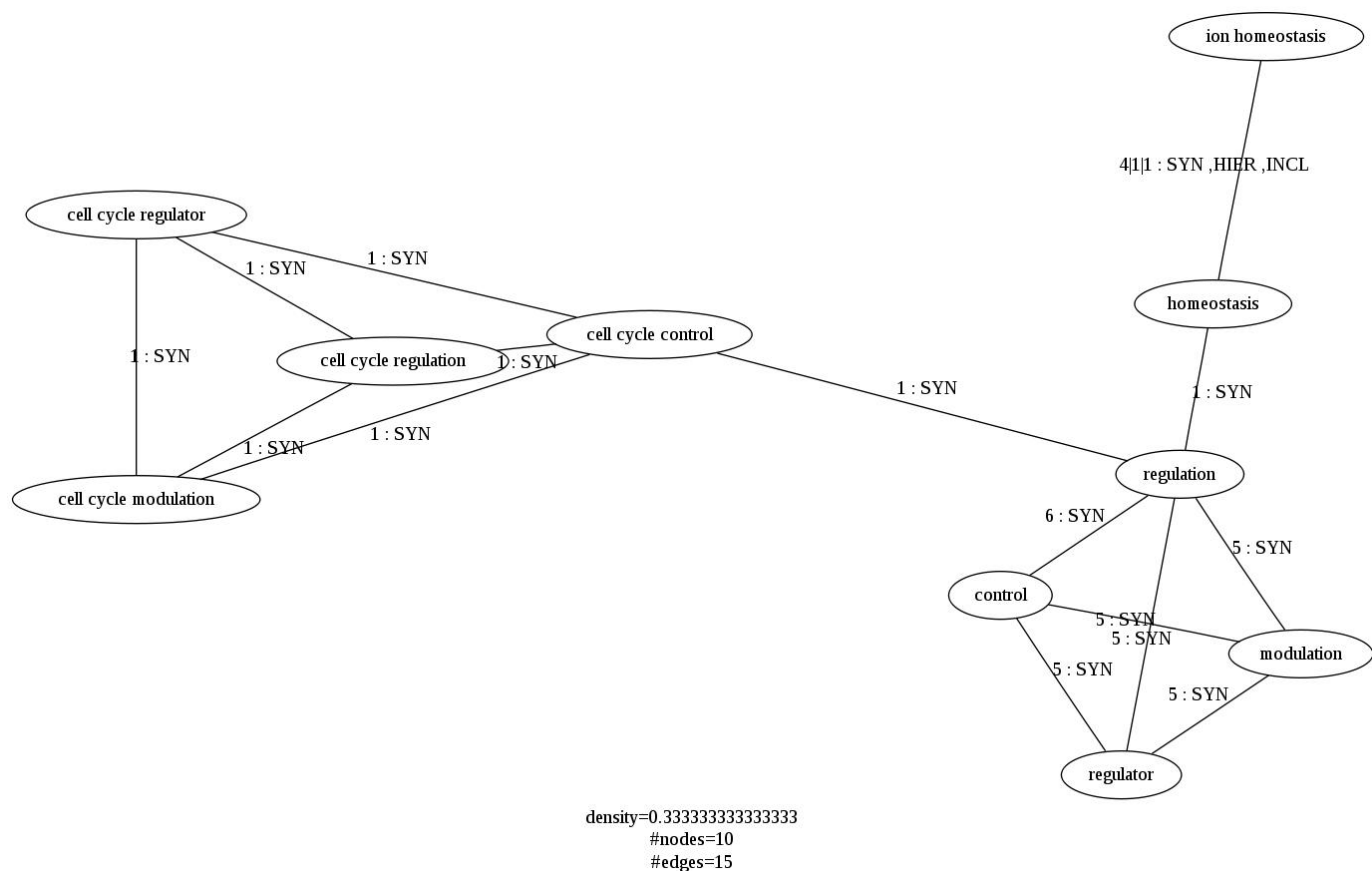 ion homeostasis
4|1|1 : SYN ,HIER ,INCL
cell cycle regulator
1 : SYN
1 : SYN
homeostasis
cell cycle control
1 : SYN
cell cycle regulation
1 : SYN
1 : SYN
1 : SYN
1 : SYN
1 : SYN
regulation
cell cycle modulation
6 : SYN
5 : SYN
control
5 : SYN
5 : SYN
modulation
5 : SYN
5 : SYN
regulator
density=0.333333333333333
#nodes=10
#edges=15